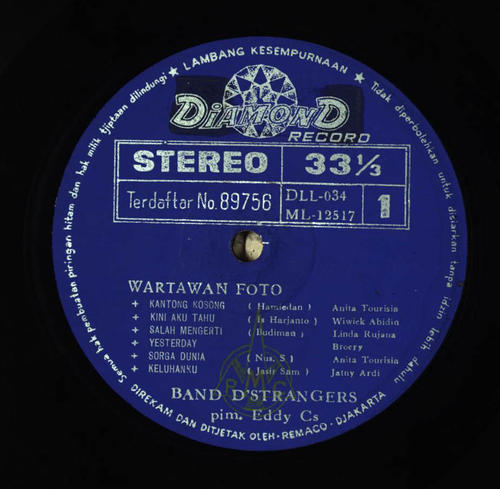 ★ LAMBANG KESEMPURNAAN ★
Semua hak pembuatan piringan hitam dan hak milik tjiptaan dilindungi
Tidak diperbolehkan untuk disiarkan tanpa idzin lebih dahulu
DIAMOND
RECORD
STEREO 33⅓
Terdaftar No. 89756 DLL-034 ML-12517 1
WARTAWAN FOTO
+ KANTONG KOSONG ( Hamiedan ) Anita Tourisia
+ KINI AKU TAHU ( Is Harjanto ) Wiwiek Abidin
+ SALAH MENGERTI ( Budiman ) Linda Rujana
+ YESTERDAY Broery
+ SORGA DUNIA ( Nus. S ) Anita Tourisia
+ KELUHANKU ( Jasir Sam ) Jatny Ardi
BAND D'STRANGERS
pim. Eddy Cs
DIREKAM DAN DITJETAK OLEH - REMACO - DJAKARTA